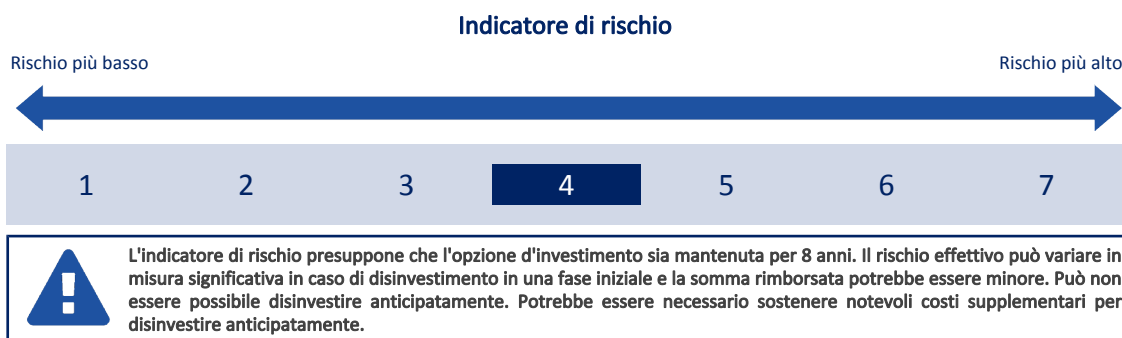 Indicatore di rischio
Rischio più basso
Rischio più alto
1 2 3 4 5 6 7
L'indicatore di rischio presuppone che l'opzione d'investimento sia mantenuta per 8 anni. Il rischio effettivo può variare in
misura significativa in caso di disinvestimento in una fase iniziale e la somma rimborsata potrebbe essere minore. Può non
essere possibile disinvestire anticipatamente. Potrebbe essere necessario sostenere notevoli costi supplementari per
disinvestire anticipatamente.